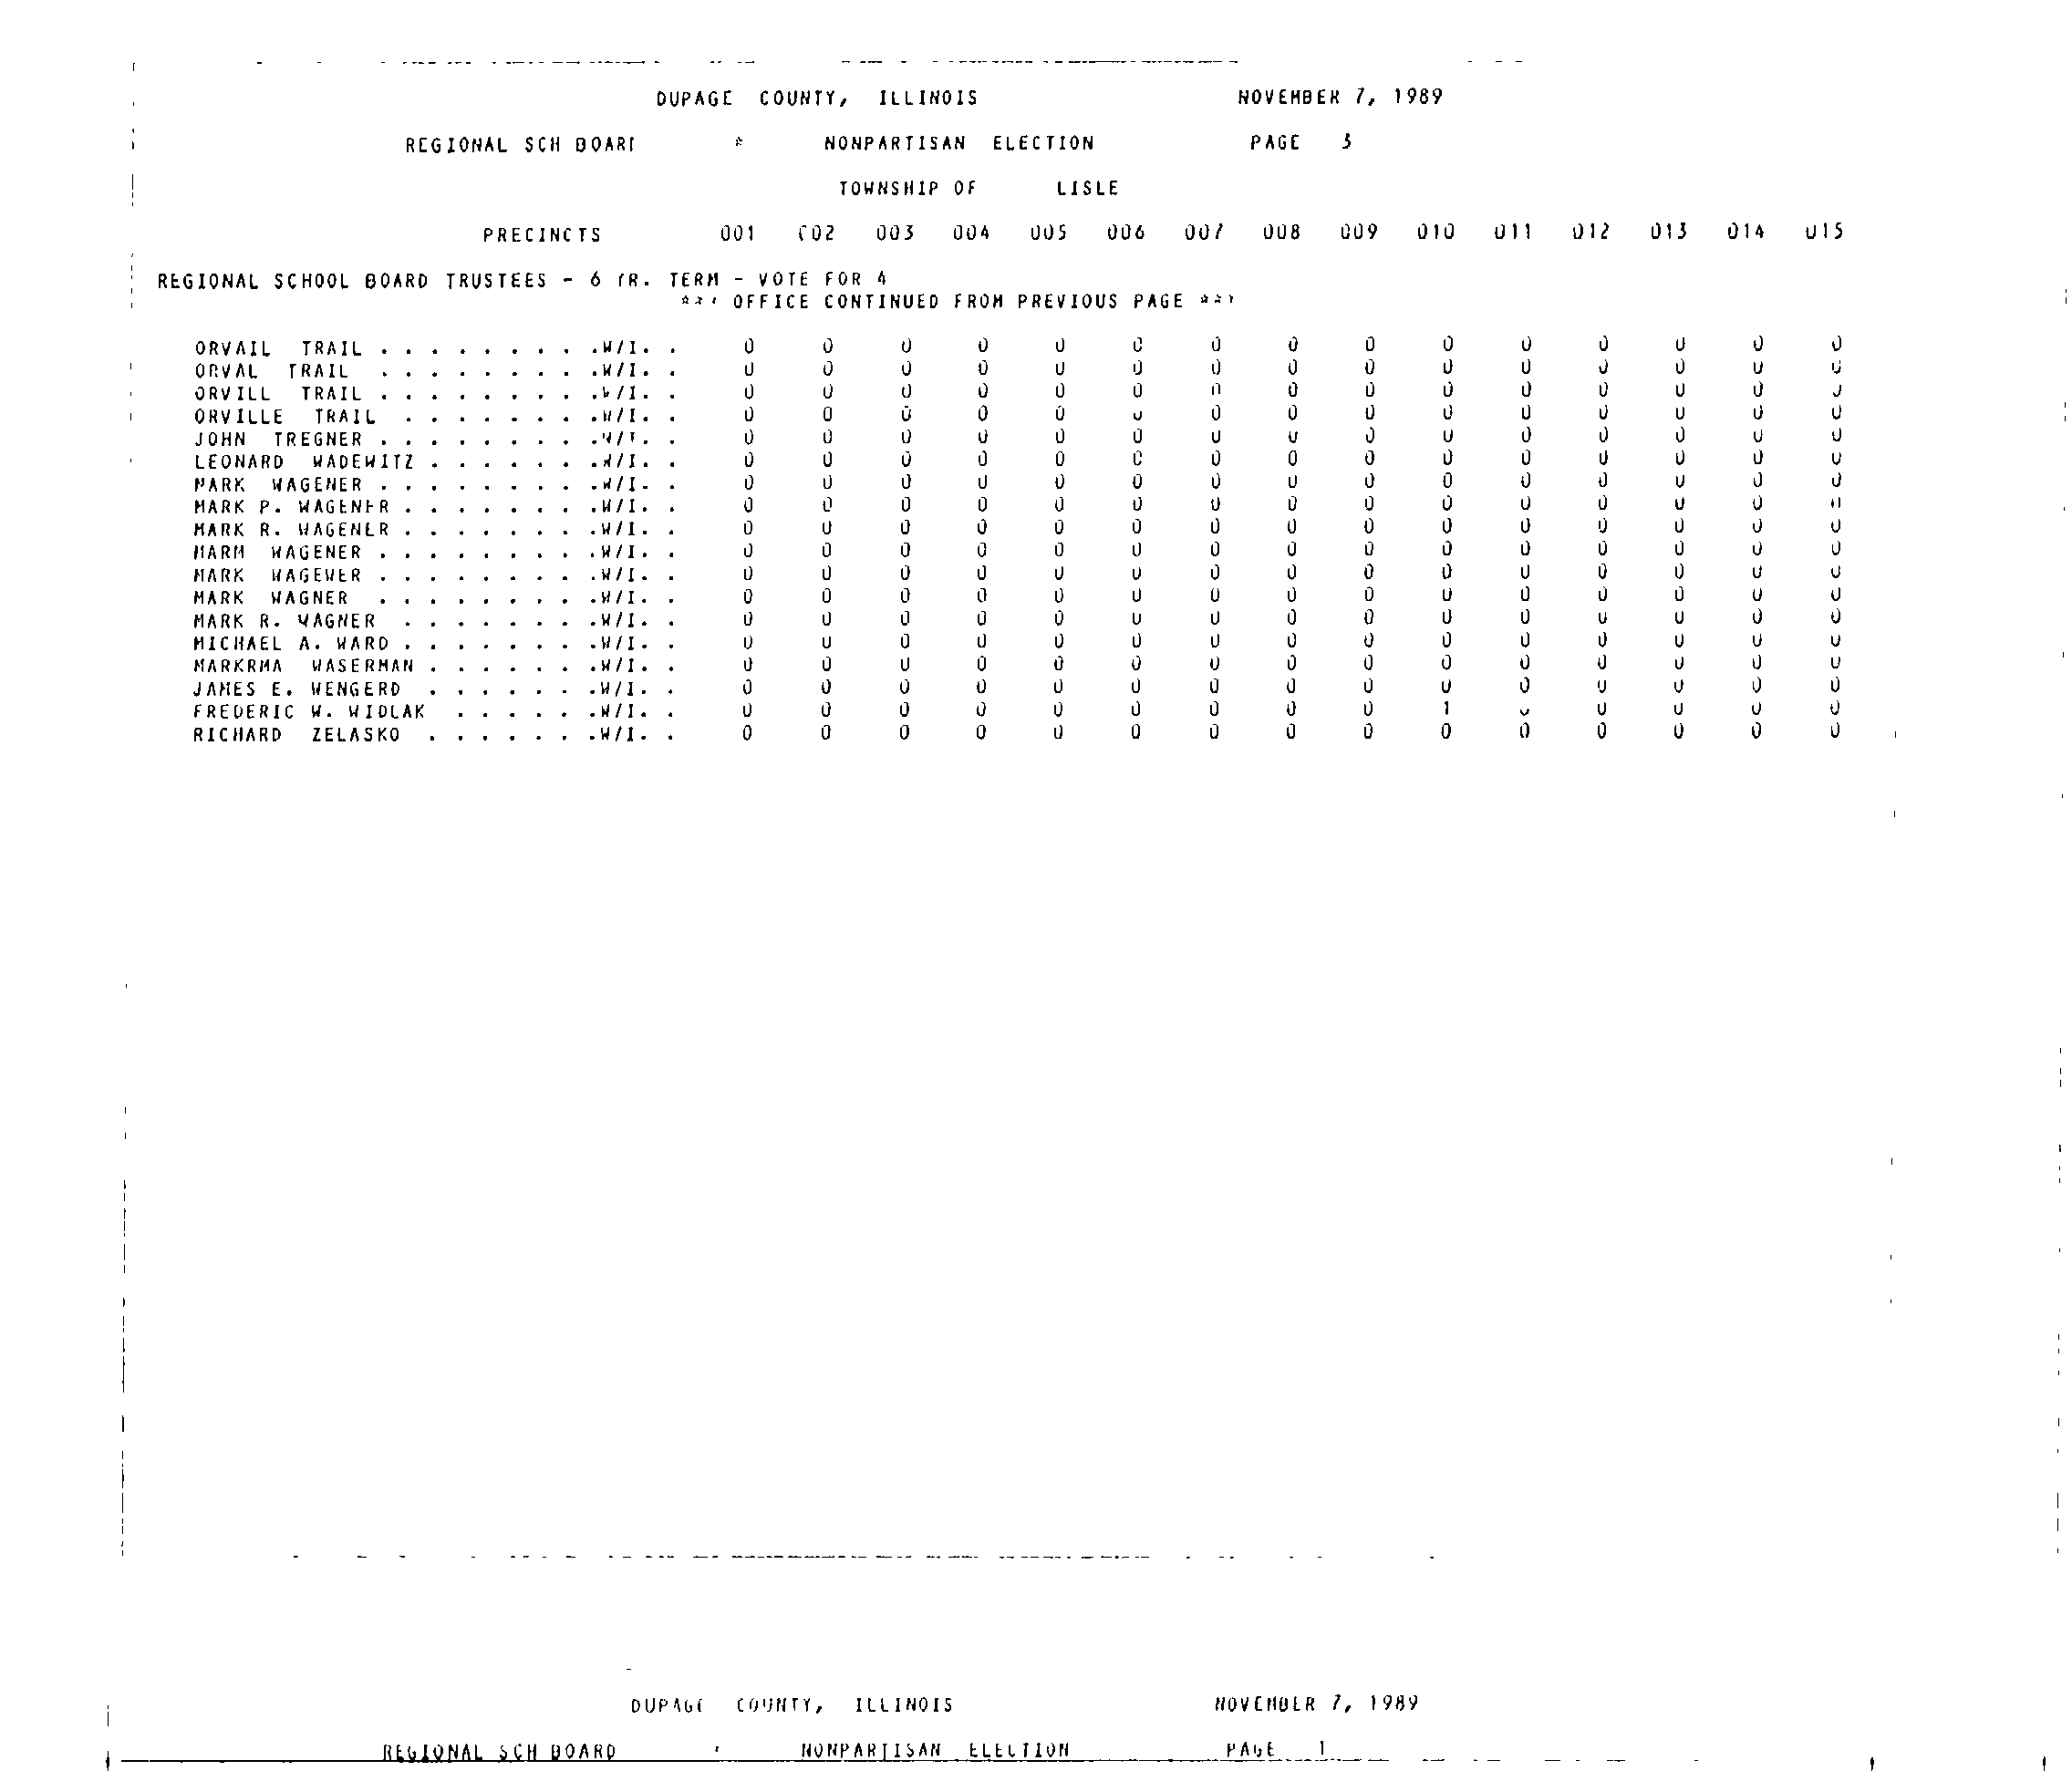 DUPAGE COUNTY, ILLINOIS NOVEMBER 7, 1989
REGIONAL SCH BOARD * NONPARTISAN ELECTION PAGE 3
TOWNSHIP OF LISLE
PRECINCTS 001 002 003 004 005 006 007 008 009 010 011 012 013 014 015
REGIONAL SCHOOL BOARD TRUSTEES - 6 YR. TERM - VOTE FOR 4
*** OFFICE CONTINUED FROM PREVIOUS PAGE ***
ORVAIL TRAIL . . . . . . . . .W/I. . 0 0 0 0 0 0 0 0 0 0 0 0 0 0 0
ORVAL TRAIL . . . . . . . . .W/I. . 0 0 0 0 0 0 0 0 0 0 0 0 0 0 0
ORVILL TRAIL . . . . . . . . .W/I. . 0 0 0 0 0 0 0 0 0 0 0 0 0 0 0
ORVILLE TRAIL . . . . . . . .W/I. . 0 0 0 0 0 0 0 0 0 0 0 0 0 0 0
JOHN TREGNER . . . . . . . . .W/I. . 0 0 0 0 0 0 0 0 0 0 0 0 0 0 0
LEONARD WADEWITZ . . . . . . .W/I. . 0 0 0 0 0 0 0 0 0 0 0 0 0 0 0
MARK WAGENER . . . . . . . . .W/I. . 0 0 0 0 0 0 0 0 0 0 0 0 0 0 0
MARK P. WAGENER . . . . . . . .W/I. . 0 0 0 0 0 0 0 0 0 0 0 0 0 0 0
MARK R. WAGENER . . . . . . . .W/I. . 0 0 0 0 0 0 0 0 0 0 0 0 0 0 0
MARM WAGENER . . . . . . . . .W/I. . 0 0 0 0 0 0 0 0 0 0 0 0 0 0 0
MARK WAGEWER . . . . . . . . .W/I. . 0 0 0 0 0 0 0 0 0 0 0 0 0 0 0
MARK WAGNER . . . . . . . . .W/I. . 0 0 0 0 0 0 0 0 0 0 0 0 0 0 0
MARK R. WAGNER . . . . . . . .W/I. . 0 0 0 0 0 0 0 0 0 0 0 0 0 0 0
MICHAEL A. WARD . . . . . . . .W/I. . 0 0 0 0 0 0 0 0 0 0 0 0 0 0 0
MARKRMA WASERMAN . . . . . . .W/I. . 0 0 0 0 0 0 0 0 0 0 0 0 0 0 0
JAMES E. WENGERD . . . . . . .W/I. . 0 0 0 0 0 0 0 0 0 0 0 0 0 0 0
FREDERIC W. WIDLAK . . . . . .W/I. . 0 0 0 0 0 0 0 0 0 1 0 0 0 0 0
RICHARD ZELASKO . . . . . . .W/I. . 0 0 0 0 0 0 0 0 0 0 0 0 0 0 0
DUPAGE COUNTY, ILLINOIS NOVEMBER 7, 1989
REGIONAL SCH BOARD * NONPARTISAN ELECTION PAGE 1